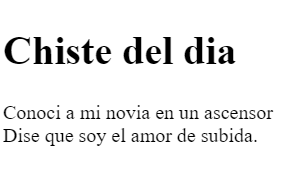 Chiste del dia
Conoci a mi novia en un ascensor
Dise que soy el amor de subida.